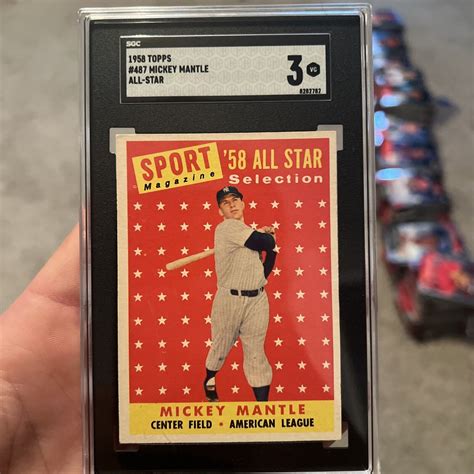 SGC
1958 TOPPS
#487 MICKEY MANTLE
ALL-STAR
3 VG
8202782
SPORT
Magazine
'58 ALL STAR
Selection
MICKEY MANTLE
CENTER FIELD • AMERICAN LEAGUE